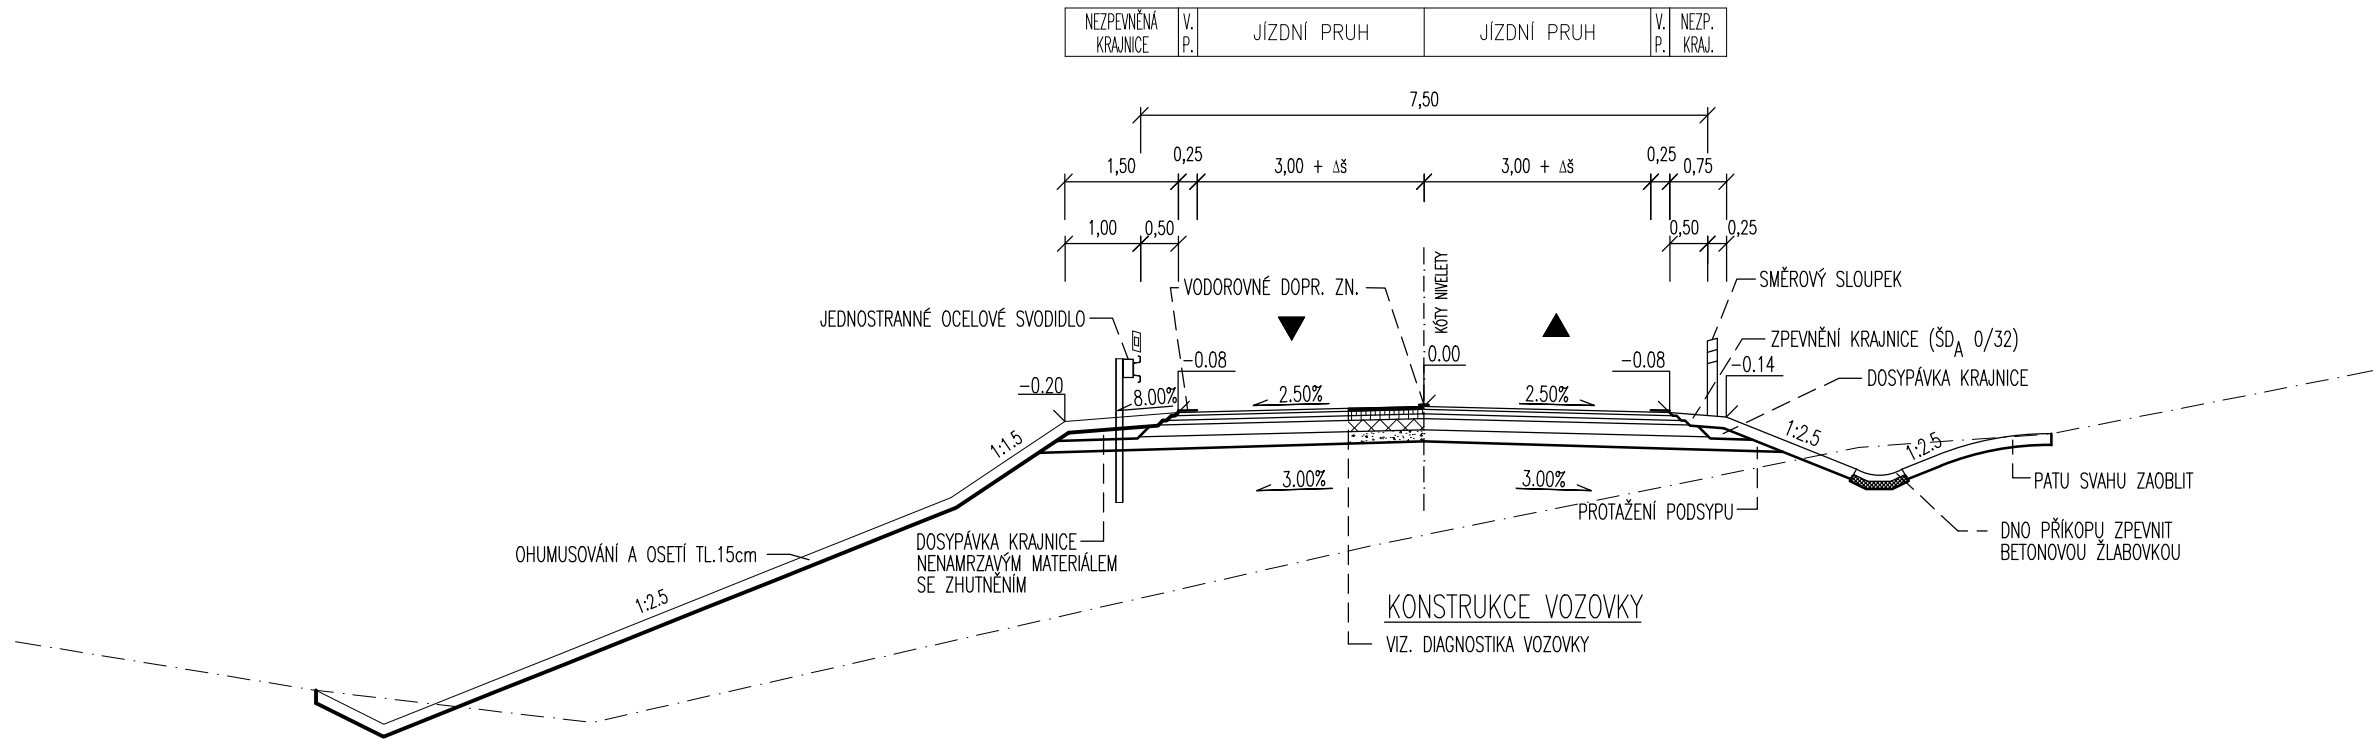 NEZPEVNĚNÁ
KRAJNICE
V.
P.
JÍZDNÍ PRUH
JÍZDNÍ PRUH
V.
P.
NEZP.
KRAJ.
7,50
1,50
0,25
3,00 + Δš
3,00 + Δš
0,25
0,75
1,00
0,50
0,50
0,25
KÓTY NIVELETY
VODOROVNÉ DOPR. ZN.
SMĚROVÝ SLOUPEK
JEDNOSTRANNÉ OCELOVÉ SVODIDLO
ZPEVNĚNÍ KRAJNICE (ŠDA 0/32)
-0.20
-0.08
0.00
-0.08
-0.14
DOSYPÁVKA KRAJNICE
8.00%
2.50%
2.50%
1:1.5
1:2.5
1:2.5
3.00%
3.00%
PATU SVAHU ZAOBLIT
PROTAŽENÍ PODSYPU
OHUMUSOVÁNÍ A OSETÍ TL.15cm
DOSYPÁVKA KRAJNICE
NENAMRZAVÝM MATERIÁLEM
SE ZHUTNĚNÍM
DNO PŘÍKOPU ZPEVNIT
BETONOVOU ŽLABOVKOU
1:2.5
KONSTRUKCE VOZOVKY
VIZ. DIAGNOSTIKA VOZOVKY